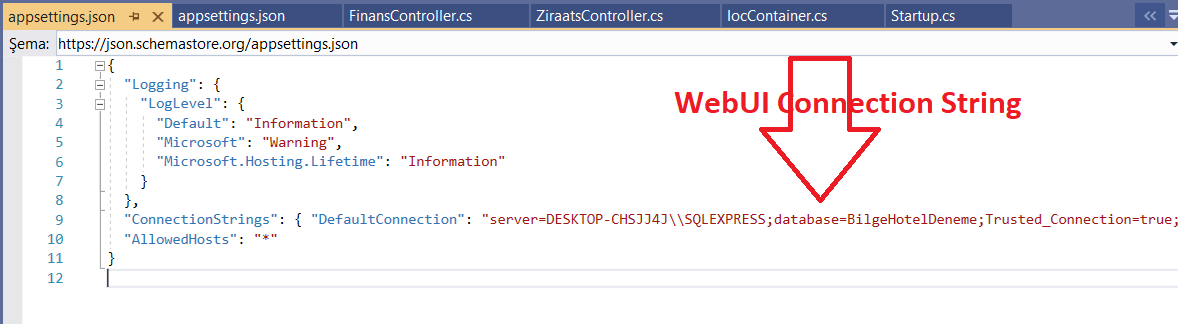 appsettings.json appsettings.json FinansController.cs ZiraatsController.cs IocContainer.cs Startup.cs
Şema: https://json.schemastore.org/appsettings.json
1 {
2 "Logging": {
3 "LogLevel": {
4 "Default": "Information",
5 "Microsoft": "Warning",
6 "Microsoft.Hosting.Lifetime": "Information"
7 }
8 },
9 "ConnectionStrings": { "DefaultConnection": "server=DESKTOP-CHSJJ4J\\SQLEXPRESS;database=BilgeHotelDeneme;Trusted_Connection=true;
10 "AllowedHosts": "*"
11 }
12
WebUI Connection String